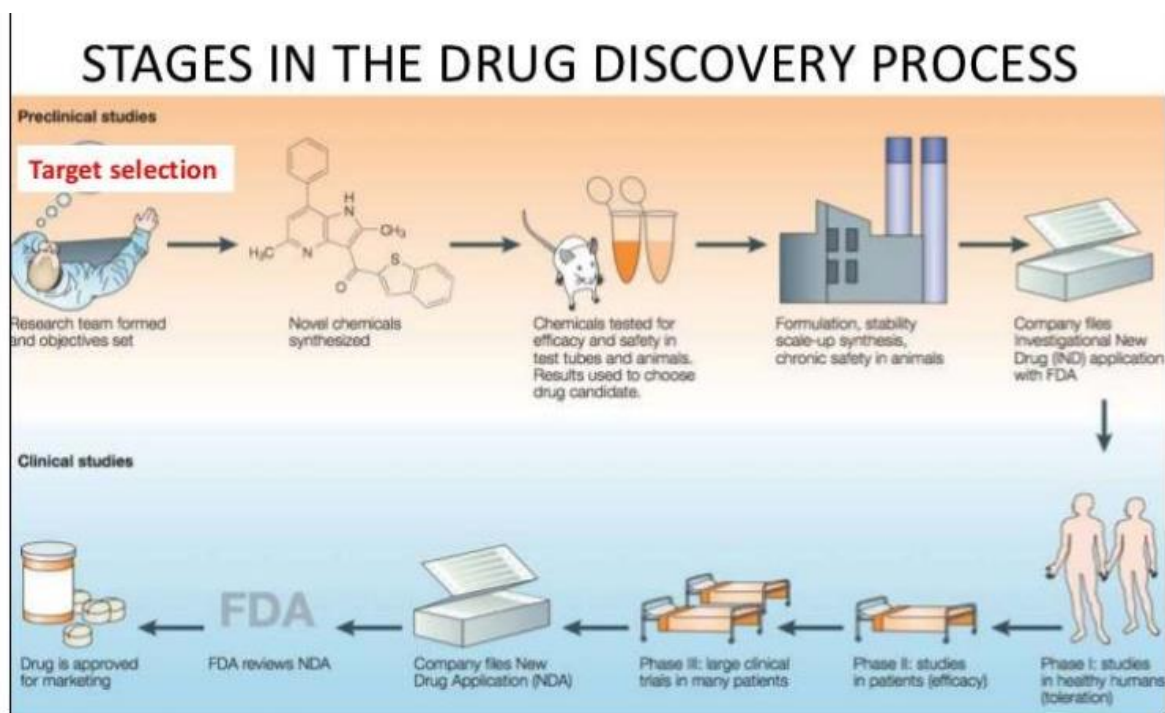 STAGES IN THE DRUG DISCOVERY PROCESS
Preclinical studies
Target selection
Research team formed
and objectives set
N
H
N
CH₃
H₃C
O
S
Novel chemicals
synthesized
Chemicals tested for
efficacy and safety in
test tubes and animals.
Results used to choose
drug candidate.
Formulation, stability
scale-up synthesis,
chronic safety in animals
Company files
Investigational New
Drug (IND) application
with FDA
Clinical studies
Phase I: studies
in healthy humans
(toleration)
Phase II: studies
in patients (efficacy)
Phase III: large clinical
trials in many patients
Company files New
Drug Application (NDA)
FDA
FDA reviews NDA
Drug is approved
for marketing